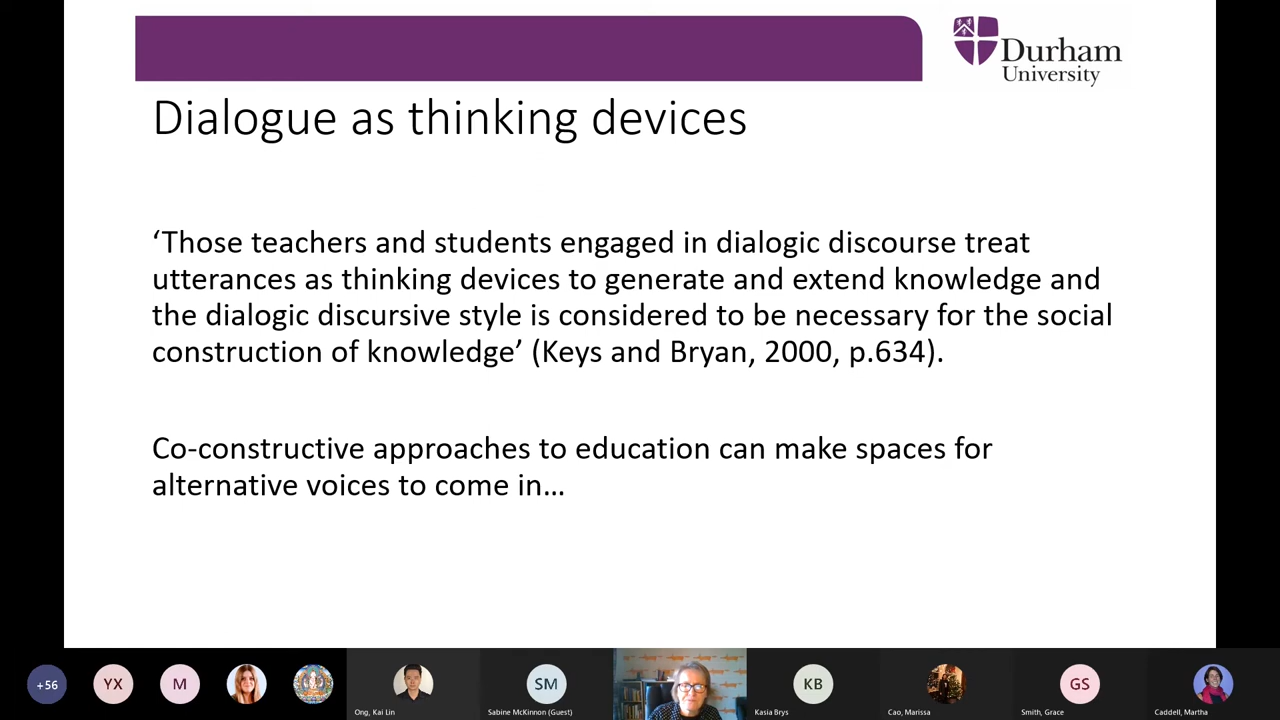 Durham
University
Dialogue as thinking devices
‘Those teachers and students engaged in dialogic discourse treat
utterances as thinking devices to generate and extend knowledge and
the dialogic discursive style is considered to be necessary for the social
construction of knowledge’ (Keys and Bryan, 2000, p.634).
Co-constructive approaches to education can make spaces for
alternative voices to come in…
+56
YX
M
SM
KB
GS
Ong, Kai Lin
Sabine McKinnon (Guest)
Kasia Brys
Cao, Marissa
Smith, Grace
Caddell, Martha